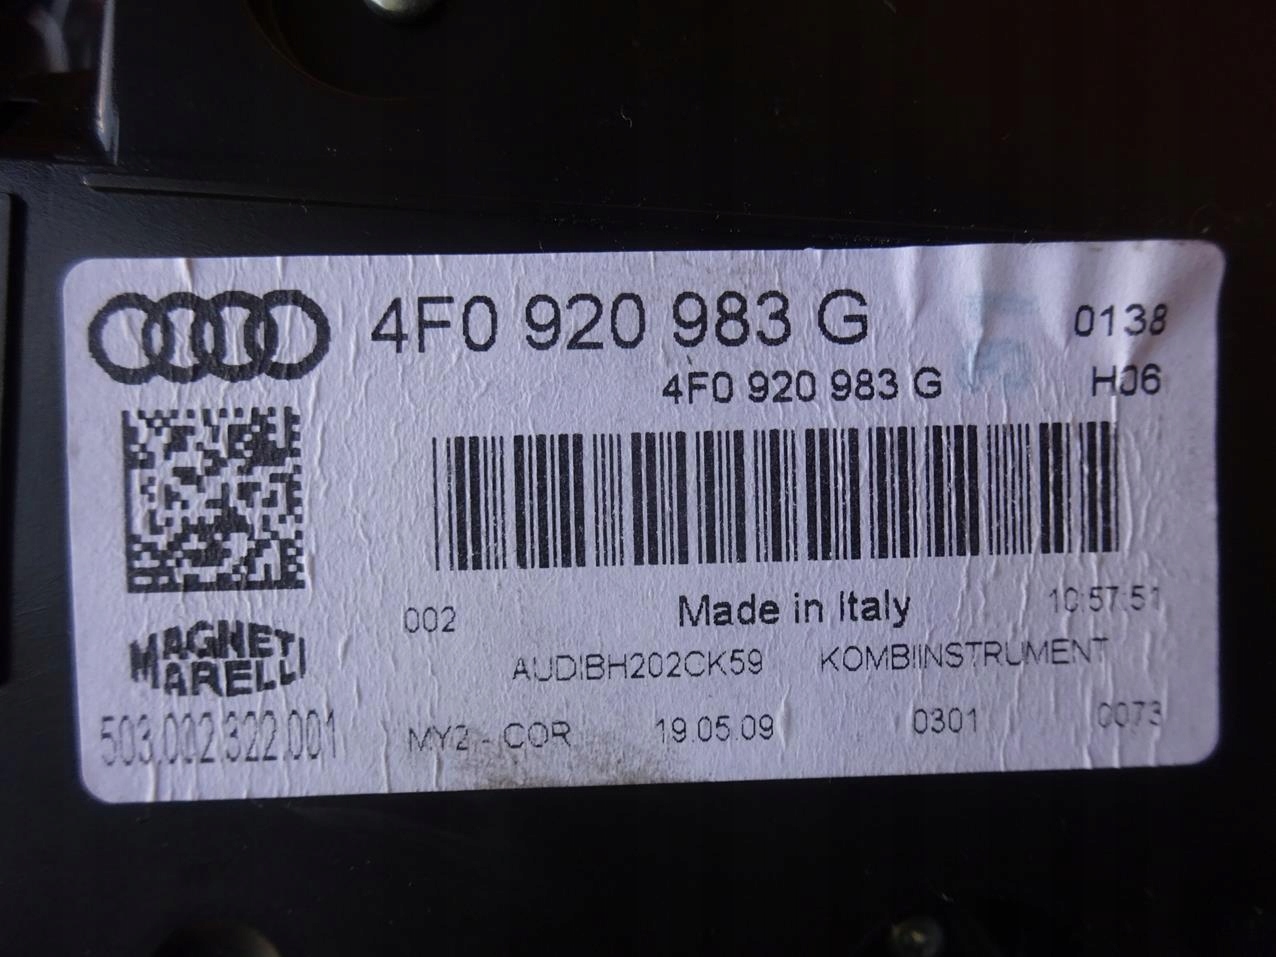 4F0 920 983 G 0138
4F0 920 983 G H06
002 Made in Italy 10:57:51
MAGNETI
MARELLI
AUDIBH202CK59 KOMBIINSTRUMENT
503.002.322.001 MY2 - COR 19.05.09 0301 0073